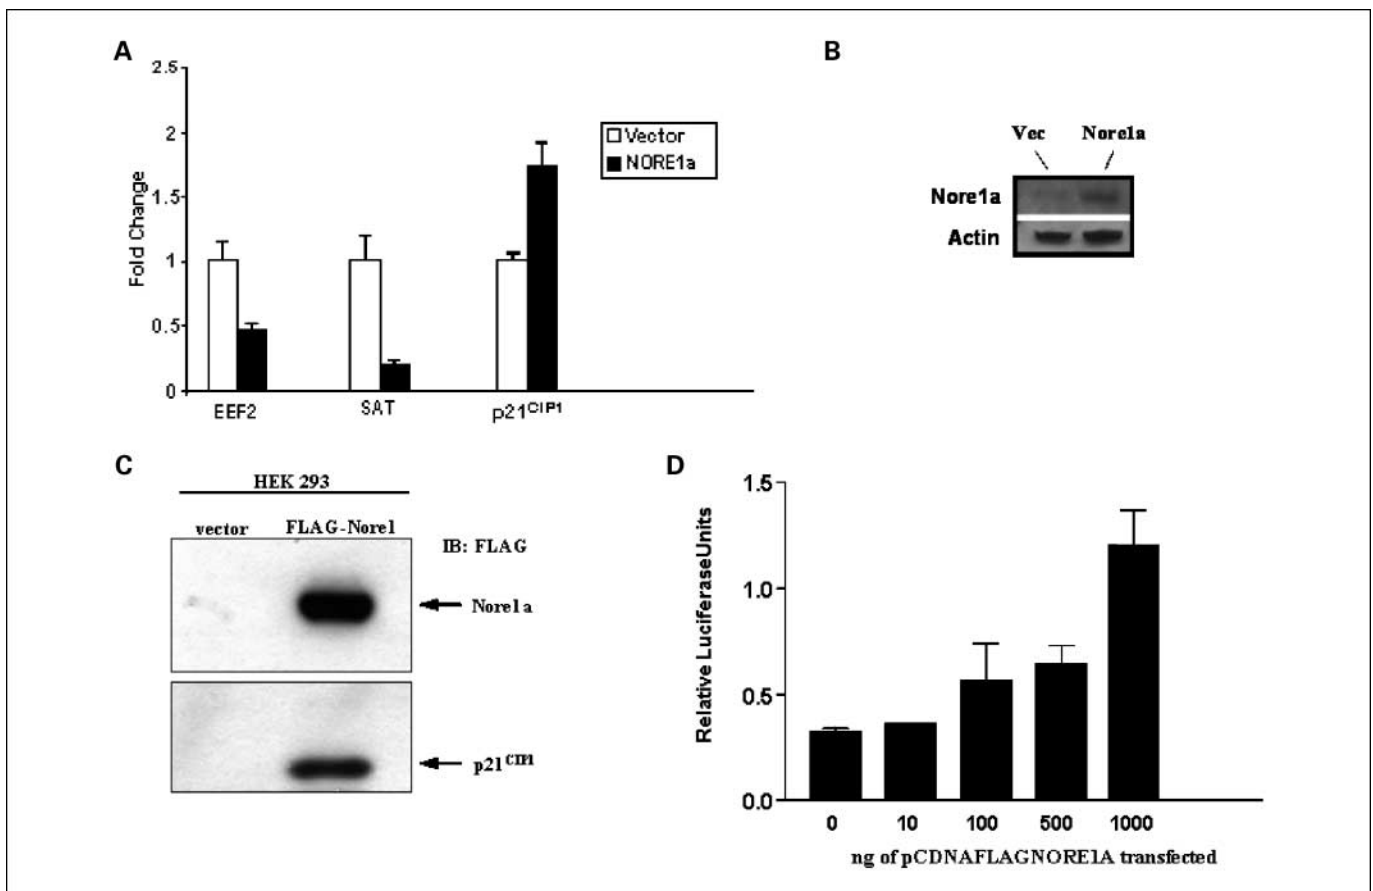 A
2.5
2
1.5
1
0.5
0
Fold Change
Vector
NORE1a
EEF2
SAT
p21CIP1
B
Vec Nore1a
Nore1a
Actin
C
HEK 293
vector FLAG-Nore1
IB: FLAG
Nore1a
p21CIP1
D
1.5
1.0
0.5
0.0
Relative LuciferaseUnits
0 10 100 500 1000
ng of pCDNAFLAGNORE1A transfected